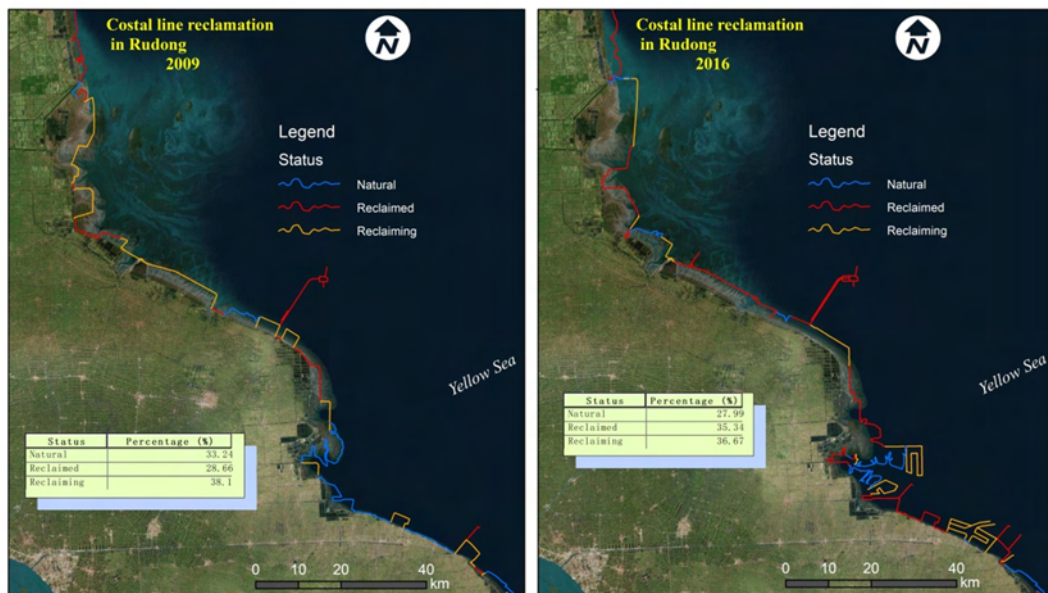 Costal line reclamation
in Rudong
2009
N
Legend
Status
Natural
Reclaimed
Reclaiming
Yellow Sea
Status Percentage (%)
Natural 33.24
Reclaimed 28.66
Reclaiming 38.1
0 10 20 40
km
Costal line reclamation
in Rudong
2016
N
Legend
Status
Natural
Reclaimed
Reclaiming
Yellow Sea
Status Percentage (%)
Natural 27.99
Reclaimed 35.34
Reclaiming 36.67
0 10 20 40
km